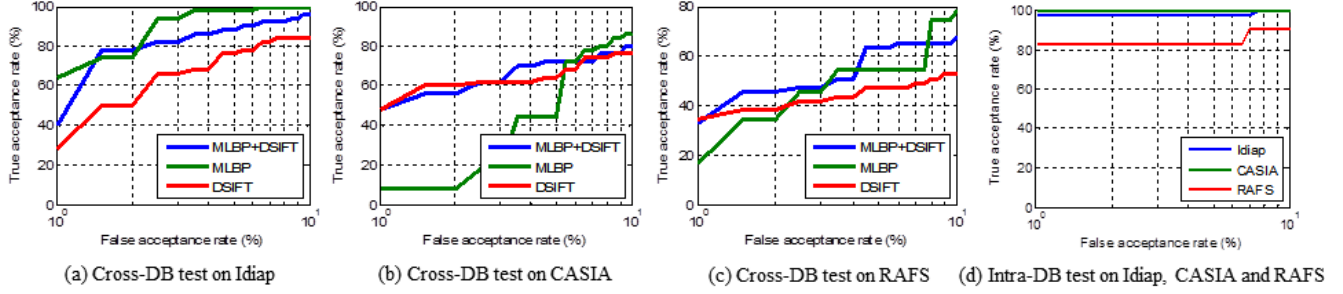 100
80
60
40
20
0
True acceptance rate (%)
MLBP+DSIFT
MLBP
DSIFT
10^0
10^1
False acceptance rate (%)
(a) Cross-DB test on Idiap
100
80
60
40
20
0
True acceptance rate (%)
MLBP+DSIFT
MLBP
DSIFT
10^0
10^1
False acceptance rate (%)
(b) Cross-DB test on CASIA
80
60
40
20
0
True acceptance rate (%)
MLBP+DSIFT
MLBP
DSIFT
10^0
10^1
False acceptance rate (%)
(c) Cross-DB test on RAFS
100
80
60
40
20
0
True acceptance rate (%)
Idiap
CASIA
RAFS
10^0
10^1
False acceptance rate (%)
(d) Intra-DB test on Idiap, CASIA and RAFS